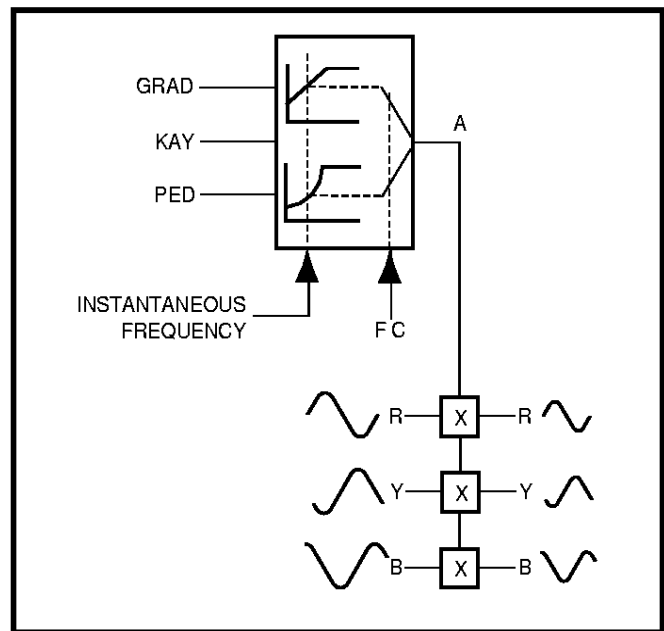 GRAD
KAY
PED
A
INSTANTANEOUS
FREQUENCY
F C
R X R
Y X Y
B X B